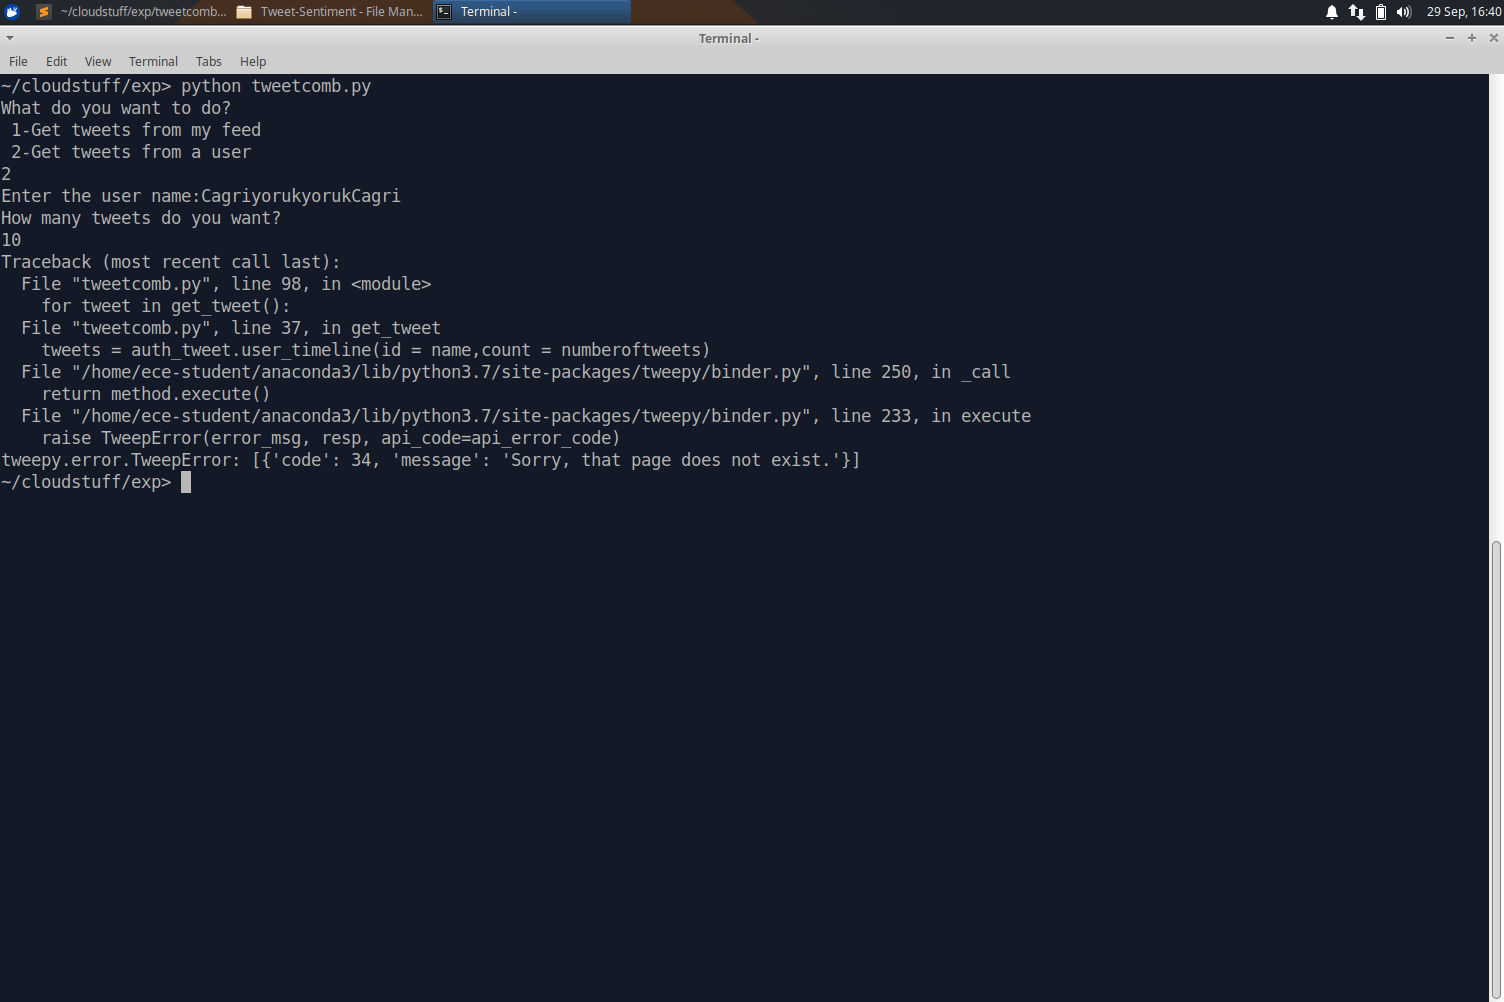 ~/cloudstuff/exp/tweetcomb... Tweet-Sentiment - File Man... Terminal - 29 Sep, 16:40
Terminal -
File Edit View Terminal Tabs Help
~/cloudstuff/exp> python tweetcomb.py
What do you want to do?
 1-Get tweets from my feed
 2-Get tweets from a user
2
Enter the user name:CagriyorukyorukCagri
How many tweets do you want?
10
Traceback (most recent call last):
  File "tweetcomb.py", line 98, in <module>
    for tweet in get_tweet():
  File "tweetcomb.py", line 37, in get_tweet
    tweets = auth_tweet.user_timeline(id = name,count = numberoftweets)
  File "/home/ece-student/anaconda3/lib/python3.7/site-packages/tweepy/binder.py", line 250, in _call
    return method.execute()
  File "/home/ece-student/anaconda3/lib/python3.7/site-packages/tweepy/binder.py", line 233, in execute
    raise TweepError(error_msg, resp, api_code=api_error_code)
tweepy.error.TweepError: [{'code': 34, 'message': 'Sorry, that page does not exist.'}]
~/cloudstuff/exp>